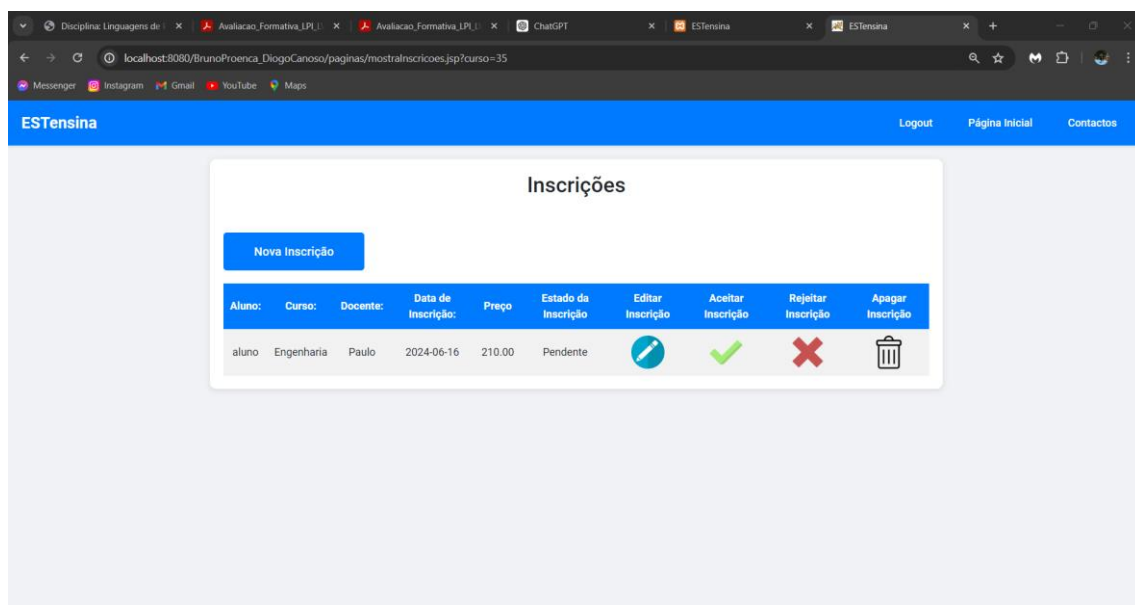 Disciplina: Linguagens de
Avaliacao_Formativa_LPI_L
Avaliacao_Formativa_LPI_L
ChatGPT
ESTensina
ESTensina
localhost:8080/BrunoProenca_DiogoCanoso/paginas/mostraInscricoes.jsp?curso=35
Messenger Instagram Gmail YouTube Maps
ESTensina Logout Página Inicial Contactos
Inscrições
Nova Inscrição
Aluno: Curso: Docente: Data de Inscrição: Preço Estado da Inscrição Editar Inscrição Aceitar Inscrição Rejeitar Inscrição Apagar Inscrição
aluno Engenharia Paulo 2024-06-16 210.00 Pendente